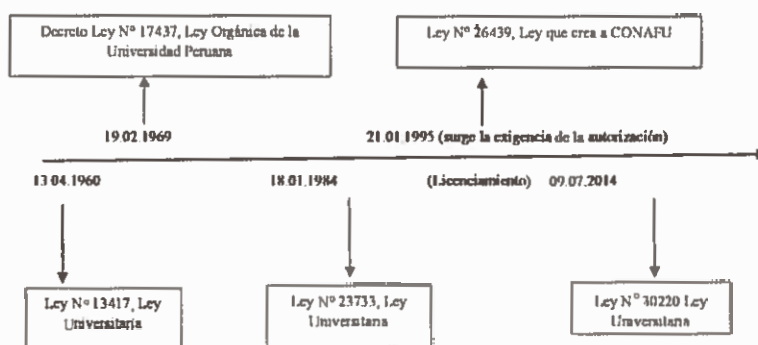 Decreto Ley Nº 17437, Ley Orgánica de la
Universidad Peruana
Ley Nº 26439, Ley que crea a CONAFU
19.02.1969
21.01.1995 (surge la exigencia de la autorización)
13.04.1960
18.01.1984
(Licenciamiento) 09.07.2014
Ley Nº 13417, Ley
Universitaria
Ley Nº 23733, Ley
Universitaria
Ley Nº 30220 Ley
Universitaria